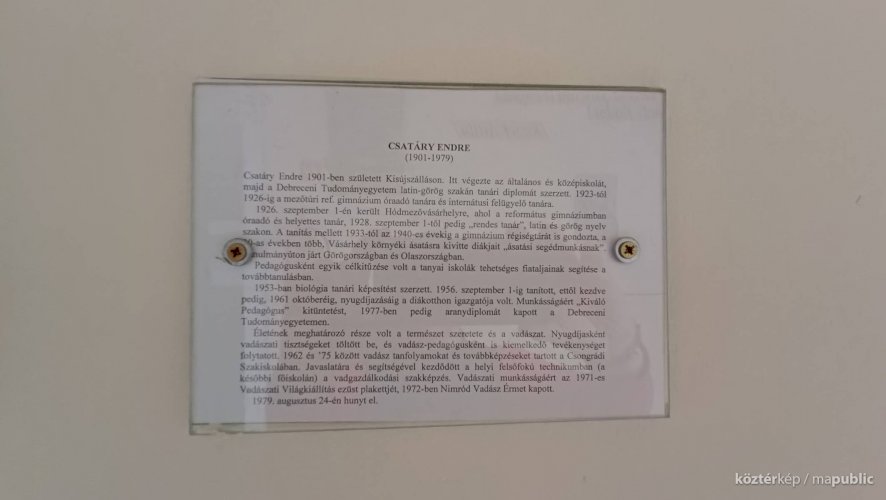 CSATÁRY ENDRE
(1901-1979)
Csatáry Endre 1901-ben született Kisújszálláson. Itt végezte az általános és középiskolát,
majd a Debreceni Tudományegyetem latin-görög szakán tanári diplomát szerzett. 1923-tól
1926-ig a mezőtúri ref. gimnázium óraadó tanára és internátusi felügyelő tanára.
1926. szeptember 1-én került Hódmezővásárhelyre, ahol a református gimnáziumban
óraadó és helyettes tanár, 1928. szeptember 1-től pedig „rendes tanár”, latin és görög nyelv
szakon. A tanítás mellett 1933-tól az 1940-es évekig a gimnázium régiségtárát is gondozta, a
0-as években több, Vásárhely környéki ásatásra kivitte diákjait „ásatási segédmunkásnak”.
nulmányúton járt Görögországban és Olaszországban.
Pedagógusként egyik célkitűzése volt a tanyai iskolák tehetséges fiataljainak segítése a
továbbtanulásban.
1953-ban biológia tanári képesítést szerzett. 1956. szeptember 1-ig tanított, ettől kezdve
pedig, 1961 októberéig, nyugdíjazásáig a diákotthon igazgatója volt. Munkásságáért „Kiváló
Pedagógus” kitüntetést, 1977-ben pedig aranydiplomát kapott a Debreceni
Tudományegyetemen.
Életének meghatározó része volt a természet szeretete és a vadászat. Nyugdíjasként
vadászati tisztségeket töltött be, és vadász-pedagógusként is kiemelkedő tevékenységet
folytatott. 1962 és ’75 között vadász tanfolyamokat és továbbképzéseket tartott a Csongrádi
Szakiskolában. Javaslatára és segítségével kezdődött a helyi felsőfokú technikumban (a
későbbi főiskolán) a vadgazdálkodási szakképzés. Vadászati munkásságáért az 1971-es
Vadászati Világkiállítás ezüst plakettjét, 1972-ben Nimród Vadász Érmet kapott.
1979. augusztus 24-én hunyt el.
köztérkép / mapublic